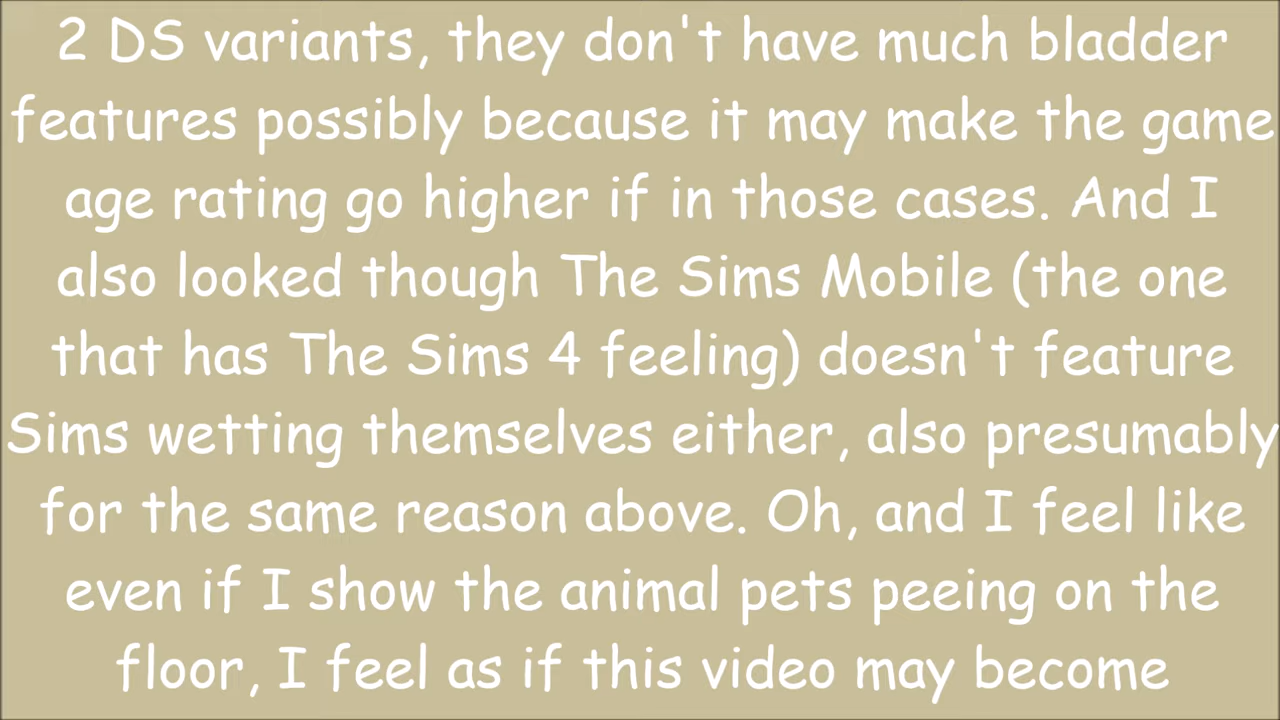 2 DS variants, they don't have much bladder
features possibly because it may make the game
age rating go higher if in those cases. And I
also looked though The Sims Mobile (the one
that has The Sims 4 feeling) doesn't feature
Sims wetting themselves either, also presumably
for the same reason above. Oh, and I feel like
even if I show the animal pets peeing on the
floor, I feel as if this video may become